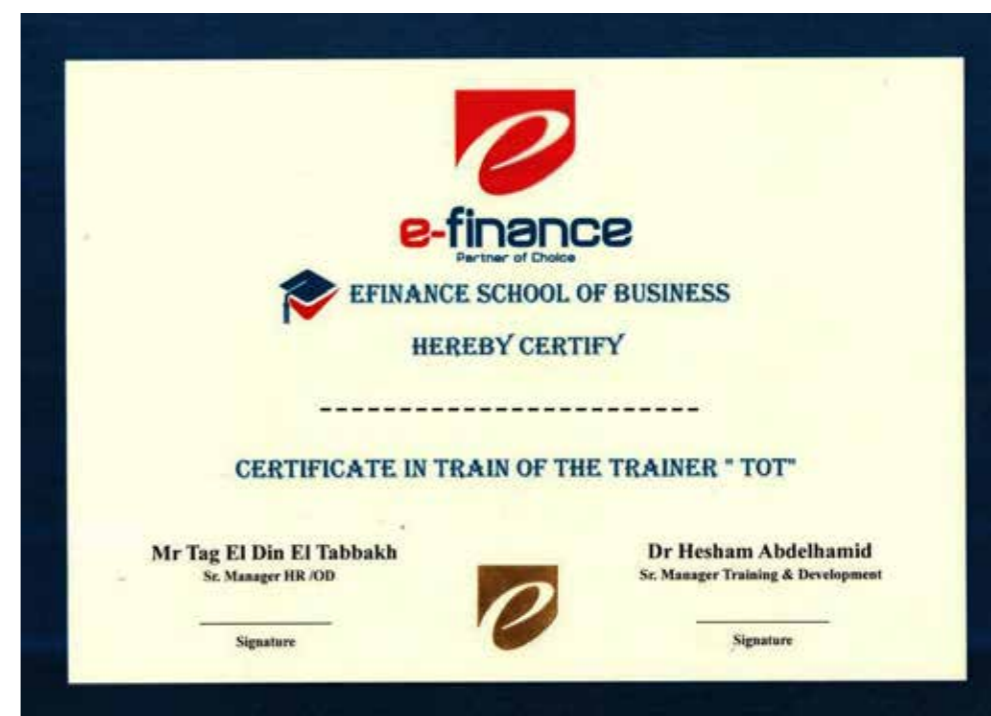 e-finance
Partner of Choice
EFINANCE SCHOOL OF BUSINESS
HEREBY CERTIFY
------------------------
CERTIFICATE IN TRAIN OF THE TRAINER " TOT"
Mr Tag El Din El Tabbakh
Sr. Manager HR /OD
Dr Hesham Abdelhamid
Sr. Manager Training & Development
Signature
Signature